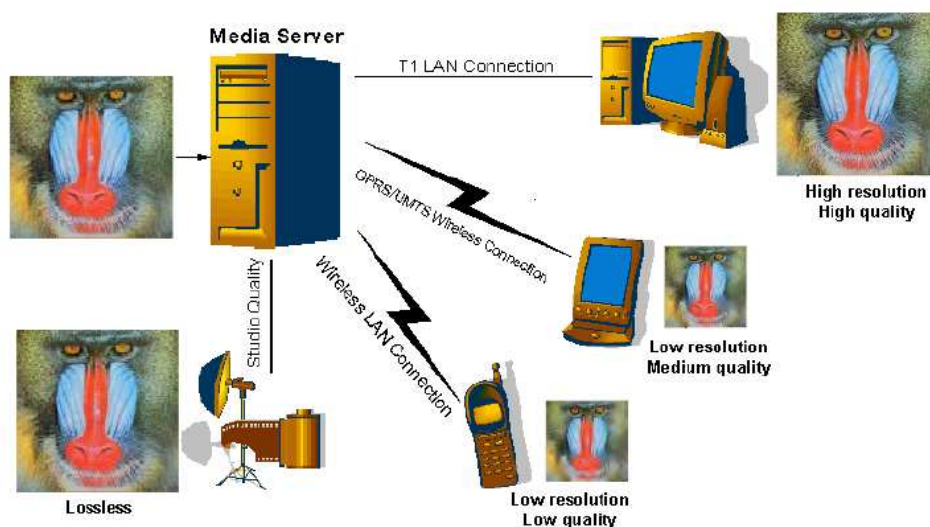 Media Server
T1 LAN Connection
High resolution
High quality
GPRS/UMTS Wireless Connection
Wireless LAN Connection
Studio Quality
Low resolution
Medium quality
Low resolution
Low quality
Lossless